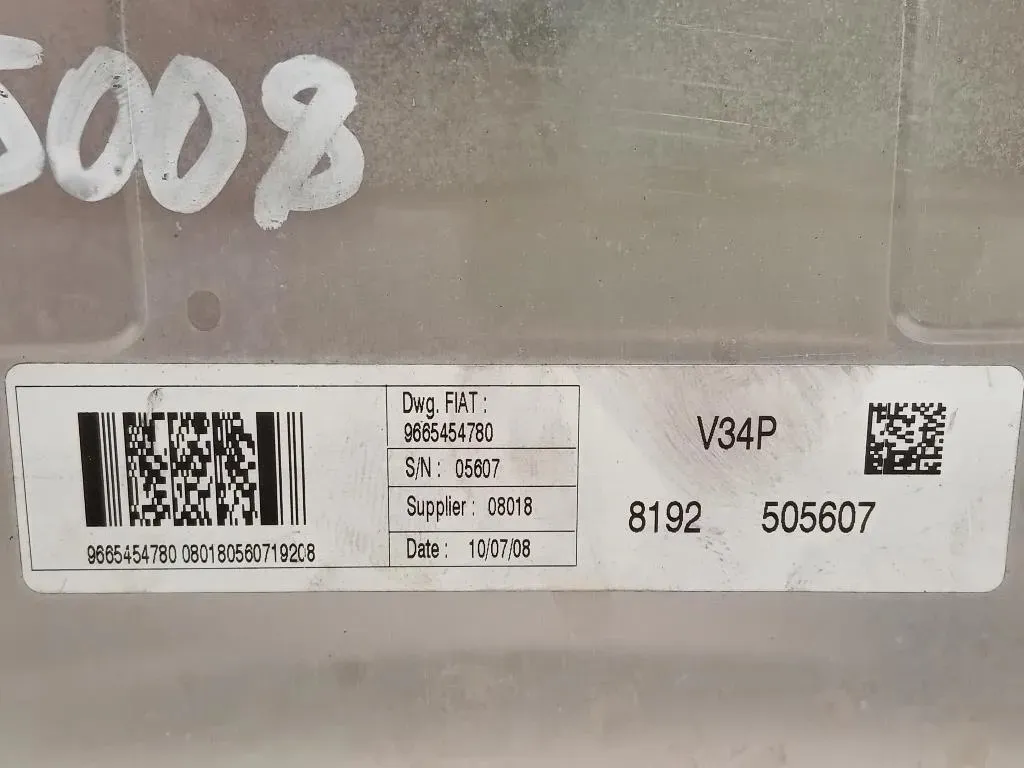 5008
Dwg. FIAT :
9665454780
S/N : 05607
Supplier : 08018
Date : 10/07/08
9665454780 080180560719208
V34P
8192 505607